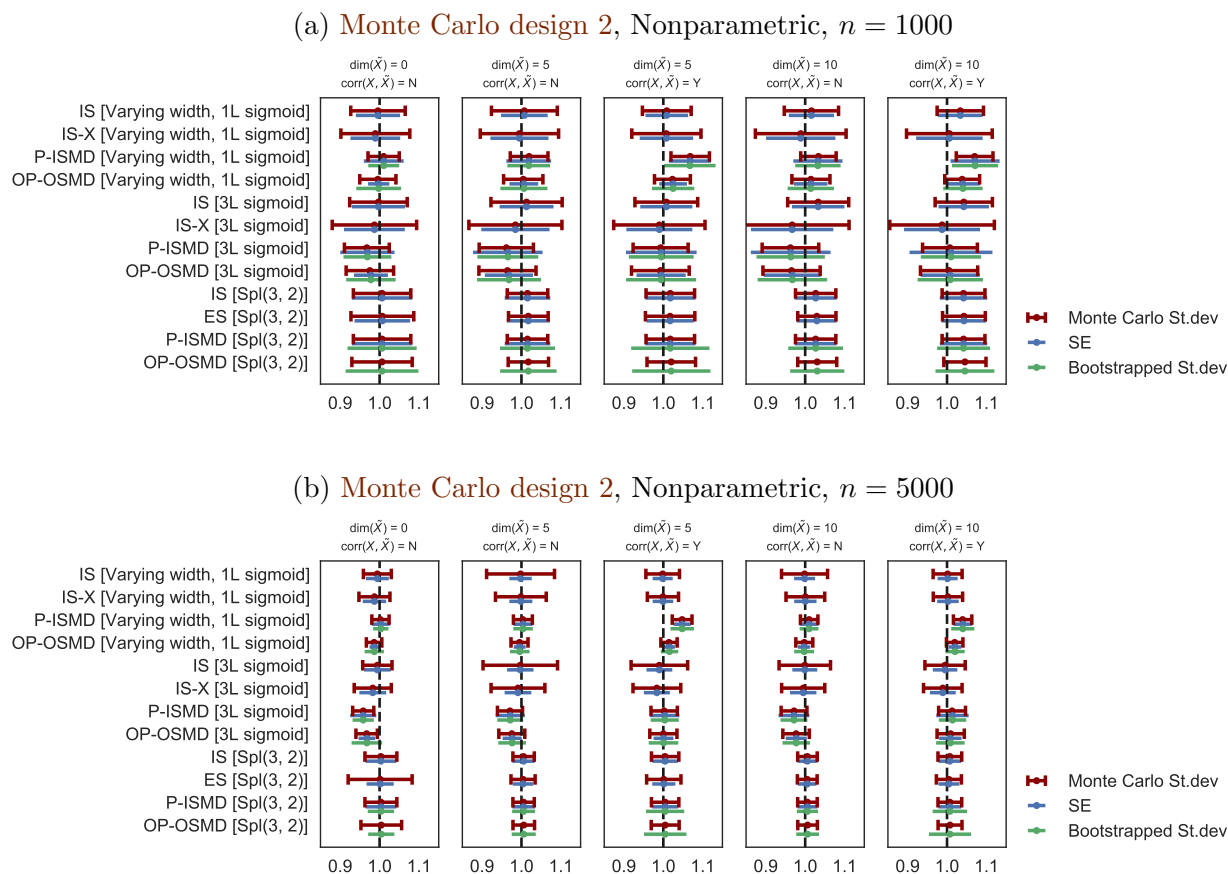 (a) Monte Carlo design 2, Nonparametric, n = 1000
dim(X̃) = 0 dim(X̃) = 5 dim(X̃) = 5 dim(X̃) = 10 dim(X̃) = 10
corr(X, X̃) = N corr(X, X̃) = N corr(X, X̃) = Y corr(X, X̃) = N corr(X, X̃) = Y
IS [Varying width, 1L sigmoid]
IS-X [Varying width, 1L sigmoid]
P-ISMD [Varying width, 1L sigmoid]
OP-OSMD [Varying width, 1L sigmoid]
IS [3L sigmoid]
IS-X [3L sigmoid]
P-ISMD [3L sigmoid]
OP-OSMD [3L sigmoid]
IS [Spl(3, 2)]
ES [Spl(3, 2)]
P-ISMD [Spl(3, 2)]
OP-OSMD [Spl(3, 2)]
Monte Carlo St.dev
SE
Bootstrapped St.dev
0.9 1.0 1.1 0.9 1.0 1.1 0.9 1.0 1.1 0.9 1.0 1.1 0.9 1.0 1.1
(b) Monte Carlo design 2, Nonparametric, n = 5000
dim(X̃) = 0 dim(X̃) = 5 dim(X̃) = 5 dim(X̃) = 10 dim(X̃) = 10
corr(X, X̃) = N corr(X, X̃) = N corr(X, X̃) = Y corr(X, X̃) = N corr(X, X̃) = Y
IS [Varying width, 1L sigmoid]
IS-X [Varying width, 1L sigmoid]
P-ISMD [Varying width, 1L sigmoid]
OP-OSMD [Varying width, 1L sigmoid]
IS [3L sigmoid]
IS-X [3L sigmoid]
P-ISMD [3L sigmoid]
OP-OSMD [3L sigmoid]
IS [Spl(3, 2)]
ES [Spl(3, 2)]
P-ISMD [Spl(3, 2)]
OP-OSMD [Spl(3, 2)]
Monte Carlo St.dev
SE
Bootstrapped St.dev
0.9 1.0 1.1 0.9 1.0 1.1 0.9 1.0 1.1 0.9 1.0 1.1 0.9 1.0 1.1